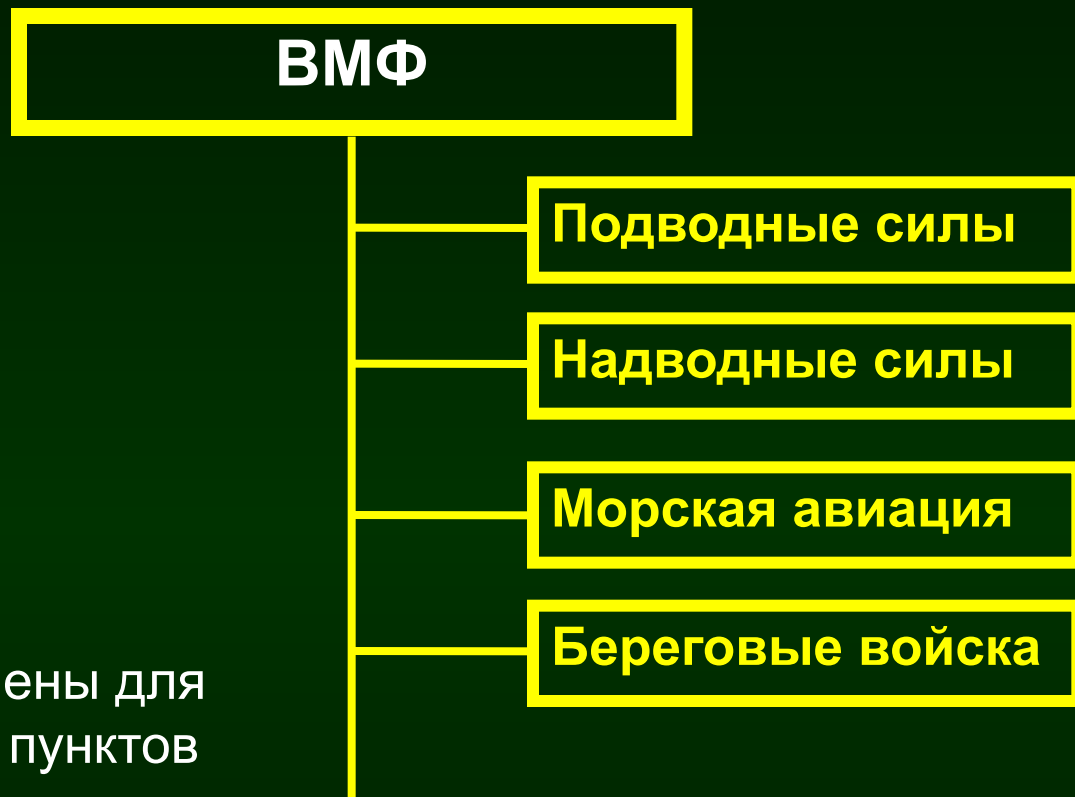 ВМФ
Подводные силы
Надводные силы
Морская авиация
Береговые войска
ены для
пунктов